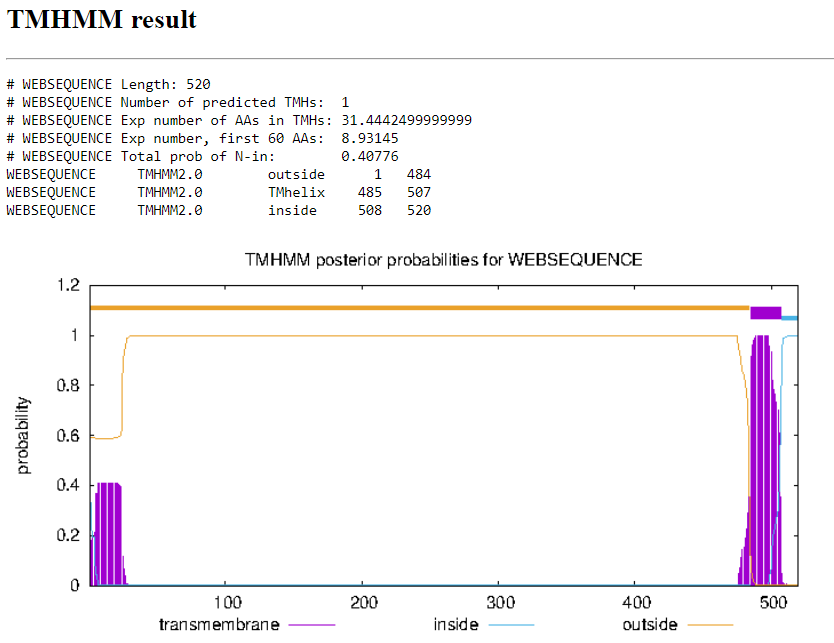 TMHMM result
# WEBSEQUENCE Length: 520
# WEBSEQUENCE Number of predicted TMHs:  1
# WEBSEQUENCE Exp number of AAs in TMHs: 31.4442499999999
# WEBSEQUENCE Exp number, first 60 AAs:  8.93145
# WEBSEQUENCE Total prob of N-in:        0.40776
WEBSEQUENCE     TMHMM2.0        outside      1   484
WEBSEQUENCE     TMHMM2.0        TMhelix    485   507
WEBSEQUENCE     TMHMM2.0        inside     508   520
TMHMM posterior probabilities for WEBSEQUENCE
1.2
1
0.8
0.6
0.4
0.2
0
probability
100 200 300 400 500
transmembrane inside outside